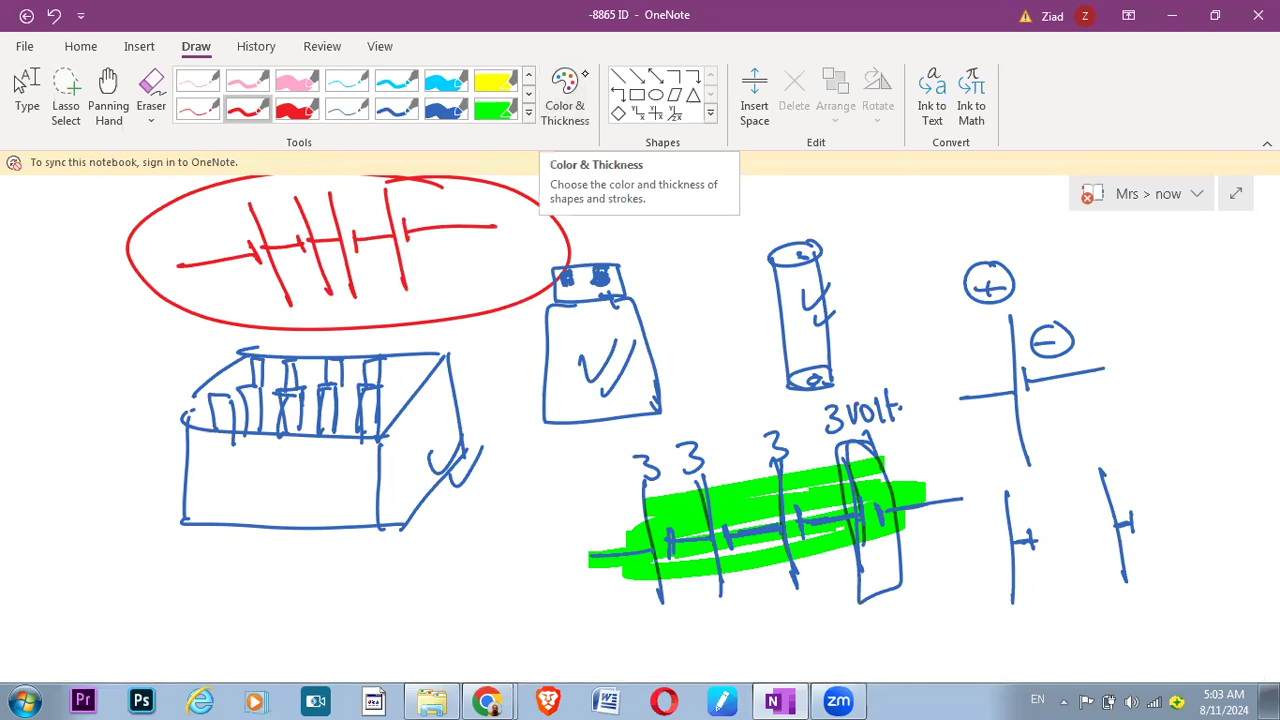 -8865 ID - OneNote
Ziad
Z
File
Home
Insert
Draw
History
Review
View
Type
Lasso Select
Panning Hand
Eraser
Color & Thickness
Insert Space
Delete
Arrange
Rotate
Ink to Text
Ink to Math
Tools
Shapes
Edit
Convert
To sync this notebook, sign in to OneNote.
Color & Thickness
Choose the color and thickness of
shapes and strokes.
Mrs > now
+
−
3 3 3 3 volt.
+
Pr
Ps
W
N
zm
EN
5:03 AM
8/11/2024